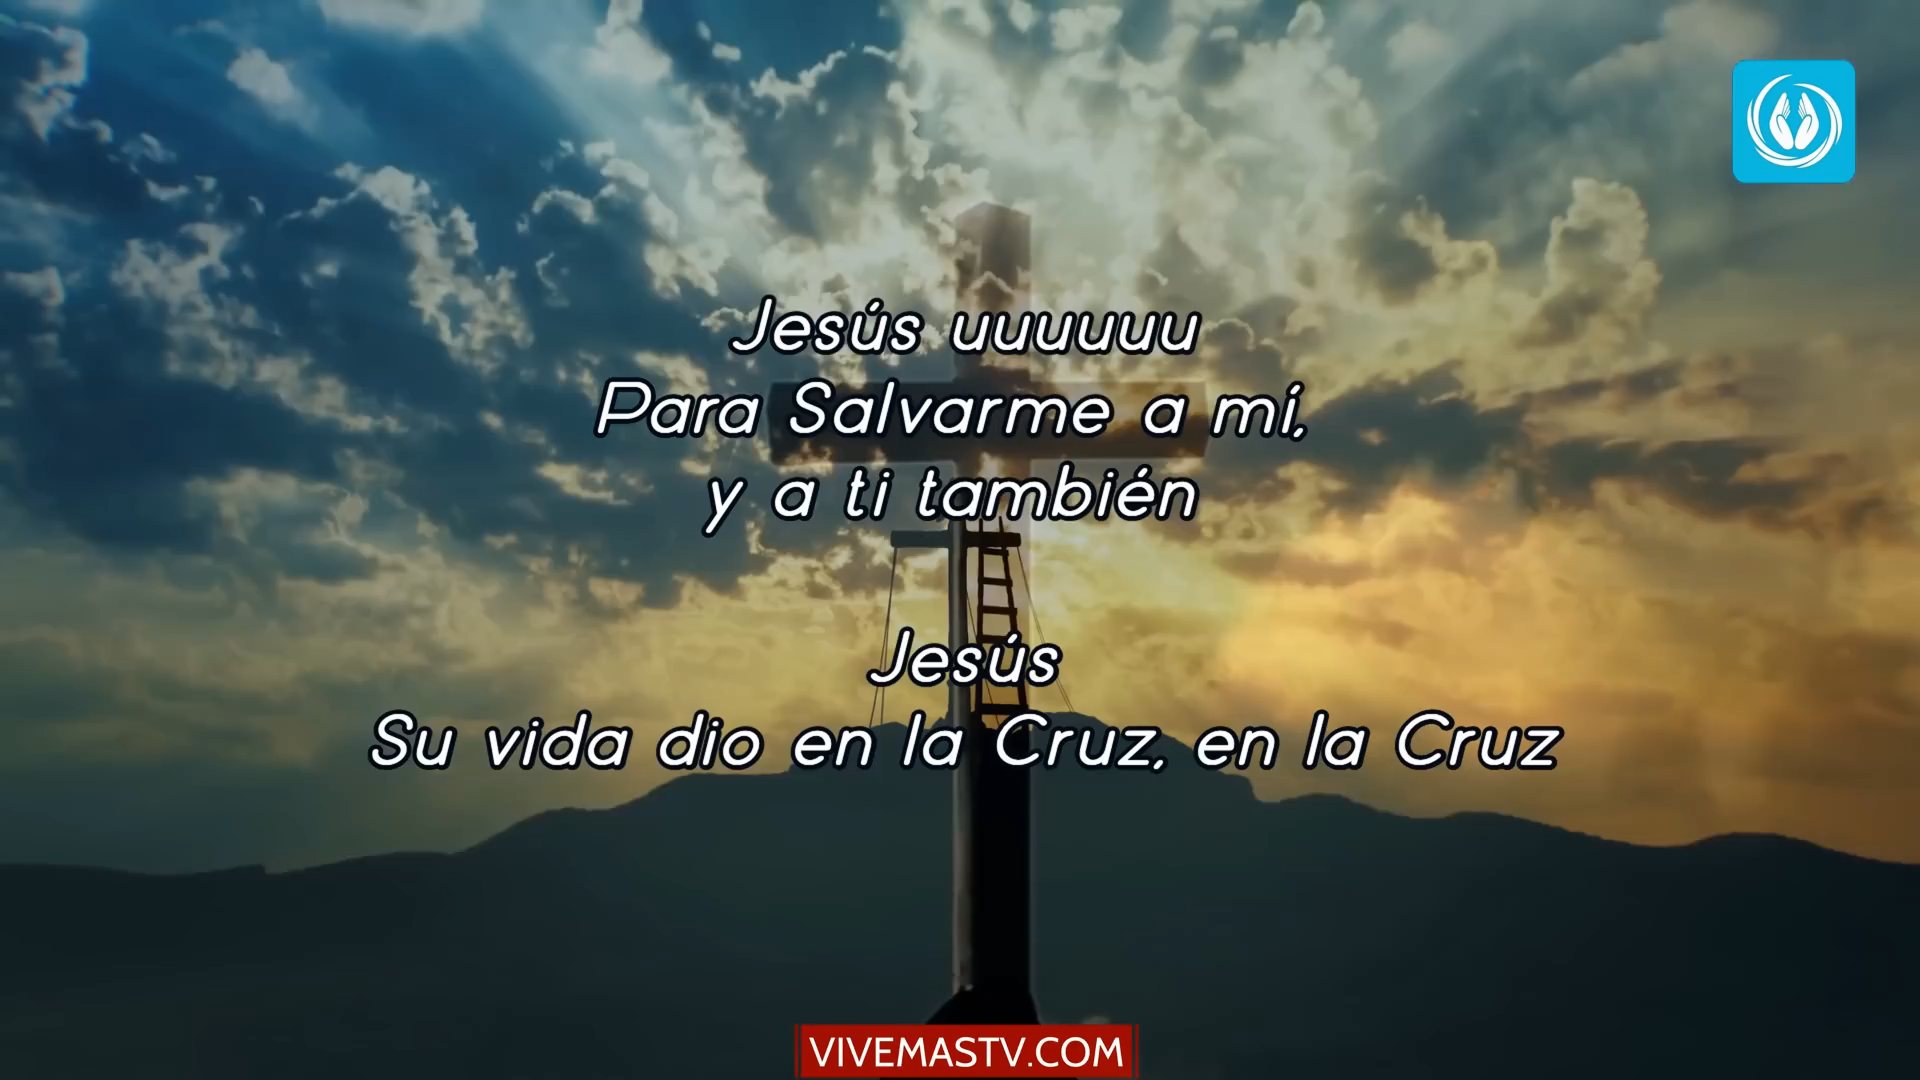 Jesús uuuuuu
Para Salvarme a mí,
y a ti también
Jesús
Su vida dio en la Cruz, en la Cruz
VIVEMASTV.COM